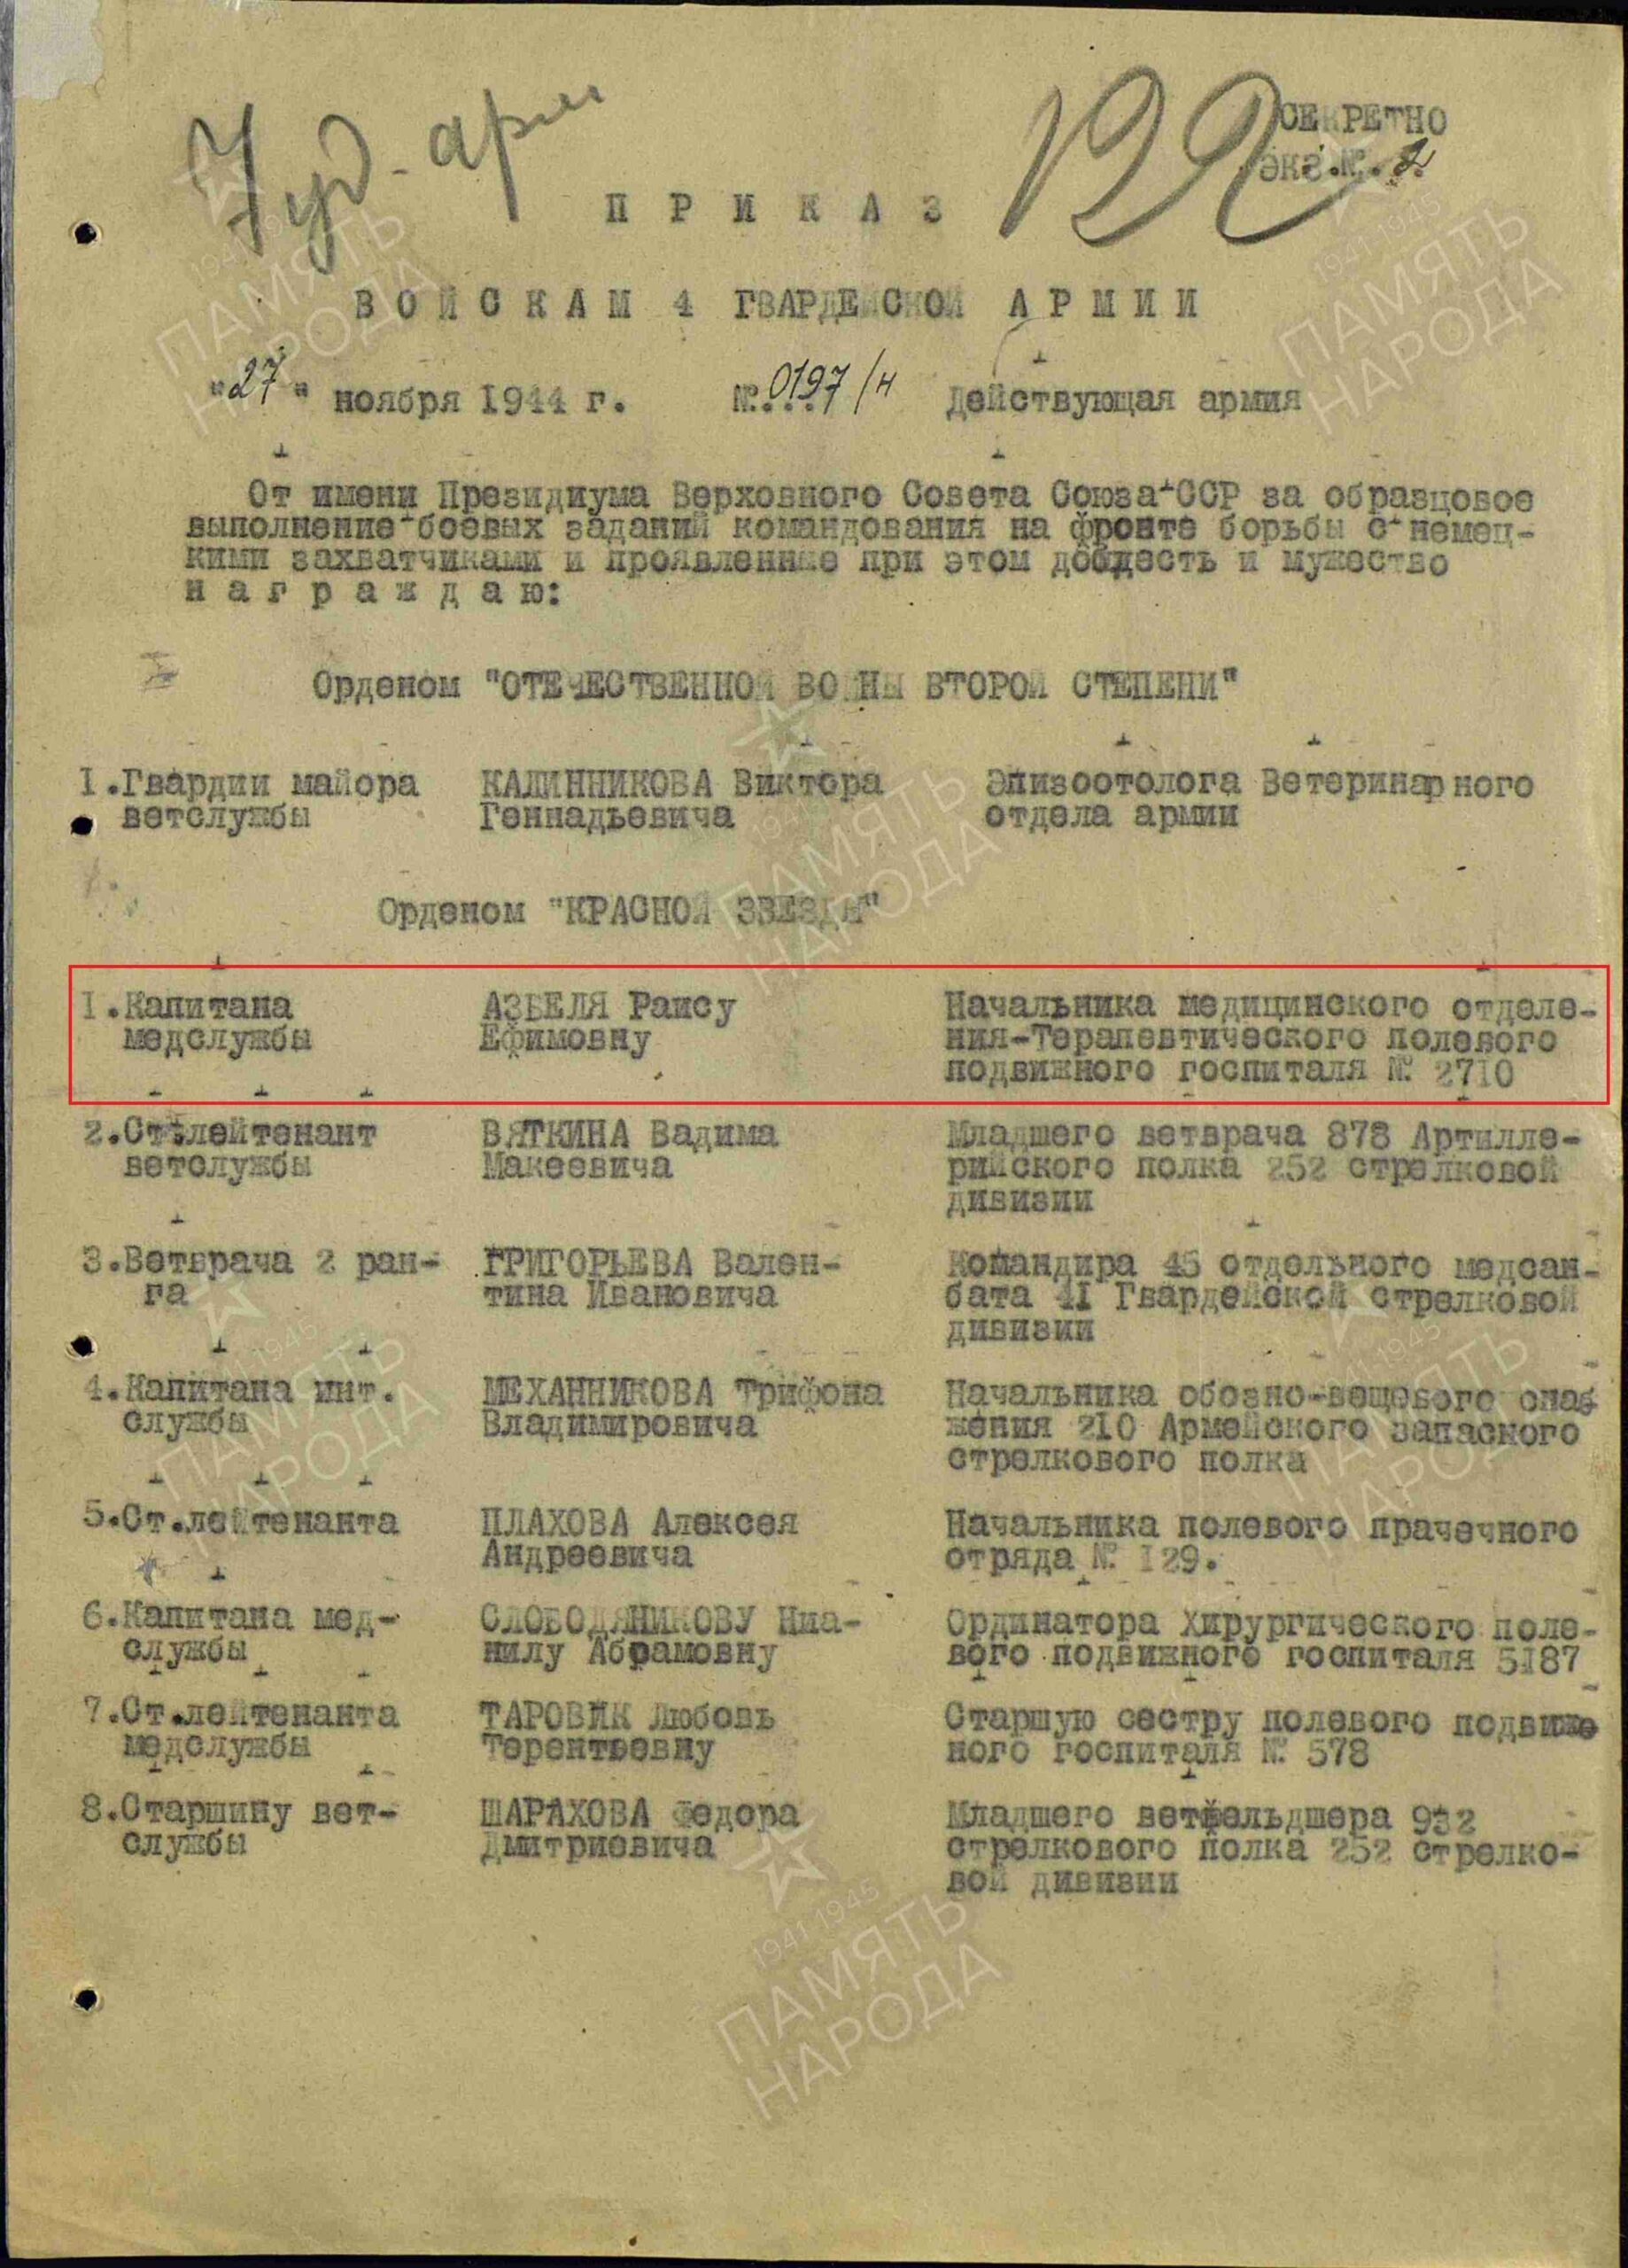 СЕКРЕТНО
Экз.№. 2.
П Р И К А З
В О Й С К А М 4 ГВАРДЕЙСКОЙ А Р М И И
"27" ноября 1944 г. №. 0197/н Действующая армия
От имени Президиума Верховного Совета Союза ССР за образцовое
выполнение боевых заданий командования на фронте борьбы с немец-
кими захватчиками и проявленные при этом доблесть и мужество
н а г р а ж д а ю:
Орденом "ОТЕЧЕСТВЕННОЙ ВОЙНЫ ВТОРОЙ СТЕПЕНИ"
1.Гвардии майора КАЛИННИКОВА Виктора Эпизоотолога Ветеринарного
ветслужбы Геннадьевича отдела армии
Орденом "КРАСНОЙ ЗВЕЗДЫ"
1.Капитана АЗБЕЛЯ Раису Начальника медицинского отделе-
медслужбы Ефимовну ния-Терапевтического полевого
подвижного госпиталя № 2710
2.Ст.лейтенант ВЯТКИНА Вадима Младшего ветврача 878 Артилле-
ветслужбы Макеевича рийского полка 252 стрелковой
дивизии
3.Ветврача 2 ран- ГРИГОРЬЕВА Вален- Командира 45 отдельного медсан-
га тина Ивановича бата 41 Гвардейской стрелковой
дивизии
4.Капитана инт. МЕХАННИКОВА Трифона Начальника обозно-вещевого снаб
службы Владимировича жения 210 Армейского запасного
стрелкового полка
5.Ст.лейтенанта ПЛАХОВА Алексея Начальника полевого прачечного
Андреевича отряда № 129.
6.Капитана мед- СЛОБОДЯНИКОВУ Ниа- Ординатора Хирургического поле-
службы нилу Абрамовну вого подвижного госпиталя 5187
7.Ст.лейтенанта ТАРОВИК Любовь Старшую сестру полевого подвиж
медслужбы Терентьевну ного госпиталя № 578
8.Старшину вет- ШАРАХОВА Федора Младшего ветфельдшера 932
службы Дмитриевича стрелкового полка 252 стрелко-
вой дивизии
1941-1945
ПАМЯТЬ
НАРОДА